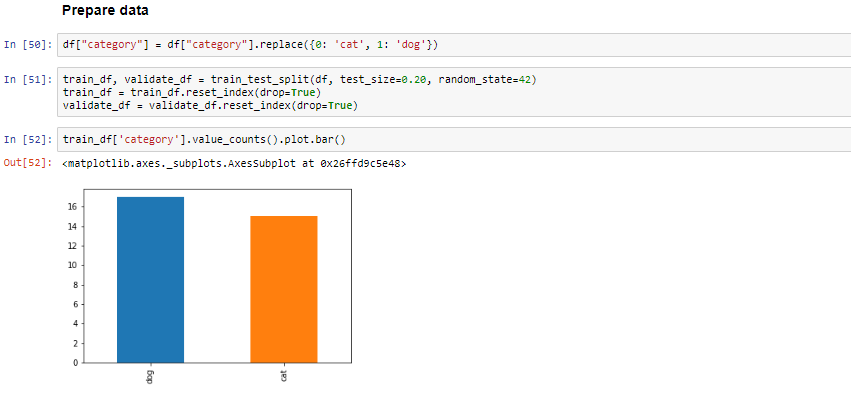 Prepare data
In [50]: df["category"] = df["category"].replace({0: 'cat', 1: 'dog'})
In [51]: train_df, validate_df = train_test_split(df, test_size=0.20, random_state=42)
train_df = train_df.reset_index(drop=True)
validate_df = validate_df.reset_index(drop=True)
In [52]: train_df['category'].value_counts().plot.bar()
Out[52]: <matplotlib.axes._subplots.AxesSubplot at 0x26ffd9c5e48>
16
14
12
10
8
6
4
2
0
dog
cat